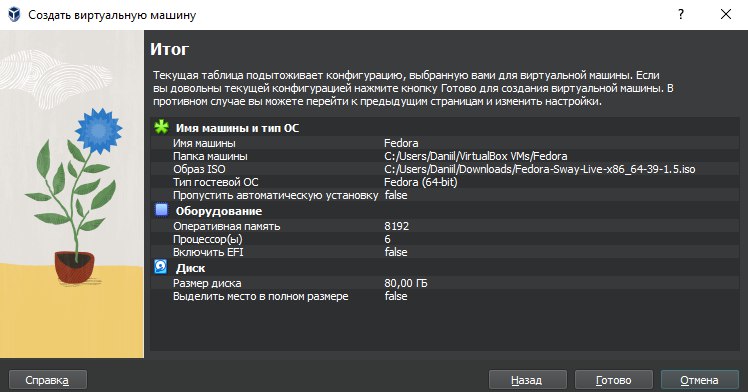 Создать виртуальную машину
Итог
Текущая таблица подытоживает конфигурацию, выбранную вами для виртуальной машины. Если
вы довольны текущей конфигурацией нажмите кнопку Готово для создания виртуальной машины. В
противном случае вы можете перейти к предыдущим страницам и изменить настройки.
Имя машины и тип ОС
Имя машины Fedora
Папка машины C:/Users/Daniil/VirtualBox VMs/Fedora
Образ ISO C:/Users/Daniil/Downloads/Fedora-Sway-Live-x86_64-39-1.5.iso
Тип гостевой ОС Fedora (64-bit)
Пропустить автоматическую установку false
Оборудование
Оперативная память 8192
Процессор(ы) 6
Включить EFI false
Диск
Размер диска 80,00 ГБ
Выделить место в полном размере false
Справка Назад Готово Отмена